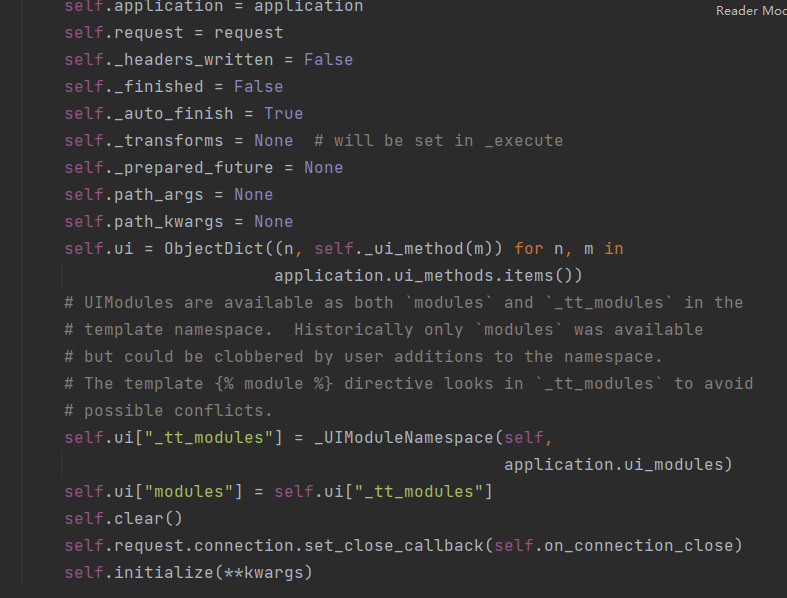 self.application = application
Reader Mod
self.request = request
self._headers_written = False
self._finished = False
self._auto_finish = True
self._transforms = None  # will be set in _execute
self._prepared_future = None
self.path_args = None
self.path_kwargs = None
self.ui = ObjectDict((n, self._ui_method(m)) for n, m in
application.ui_methods.items())
# UIModules are available as both `modules` and `_tt_modules` in the
# template namespace.  Historically only `modules` was available
# but could be clobbered by user additions to the namespace.
# The template {% module %} directive looks in `_tt_modules` to avoid
# possible conflicts.
self.ui["_tt_modules"] = _UIModuleNamespace(self,
application.ui_modules)
self.ui["modules"] = self.ui["_tt_modules"]
self.clear()
self.request.connection.set_close_callback(self.on_connection_close)
self.initialize(**kwargs)